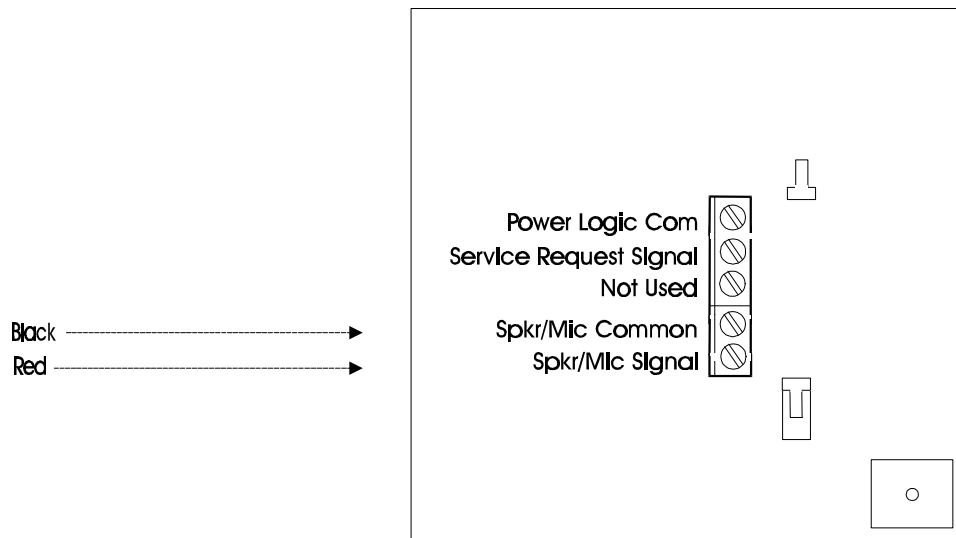 Power Logic Com
Service Request Signal
Not Used
Black
Spkr/Mic Common
Red
Spkr/Mic Signal